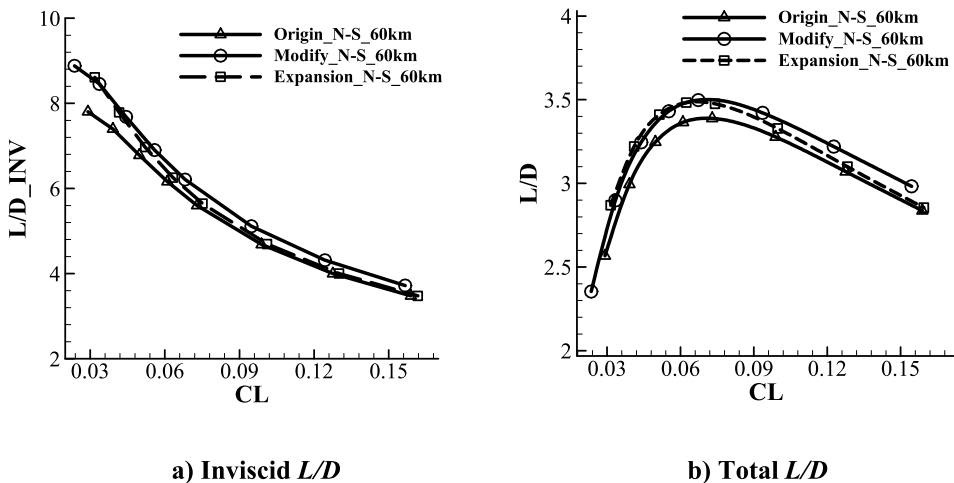 10
8
6
4
2
L/D_INV
Origin_N-S_60km
Modify_N-S_60km
Expansion_N-S_60km
0.03 0.06 0.09 0.12 0.15
CL
a) Inviscid L/D
4
3.5
3
2.5
2
L/D
Origin_N-S_60km
Modify_N-S_60km
Expansion_N-S_60km
0.03 0.06 0.09 0.12 0.15
CL
b) Total L/D